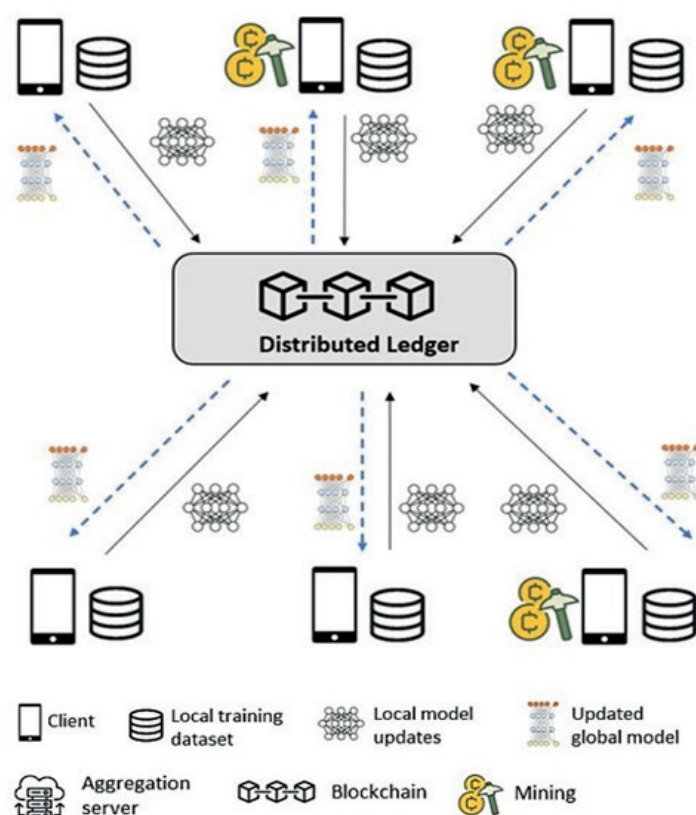 Distributed Ledger
Client
Local training
dataset
Local model
updates
Updated
global model
Aggregation
server
Blockchain
Mining